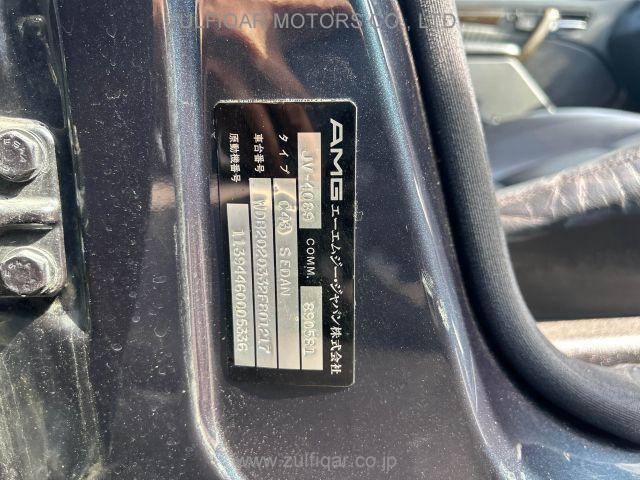 ZULFIQAR MOTORS CO., LTD.
AMG エーエムジー・ジャパン株式会社
JV-4089 COMM. 890581
タイプ C43 SEDAN
車台番号 WDB2020332F801217
原動機番号 11394460005336
www.zulfiqar.co.jp